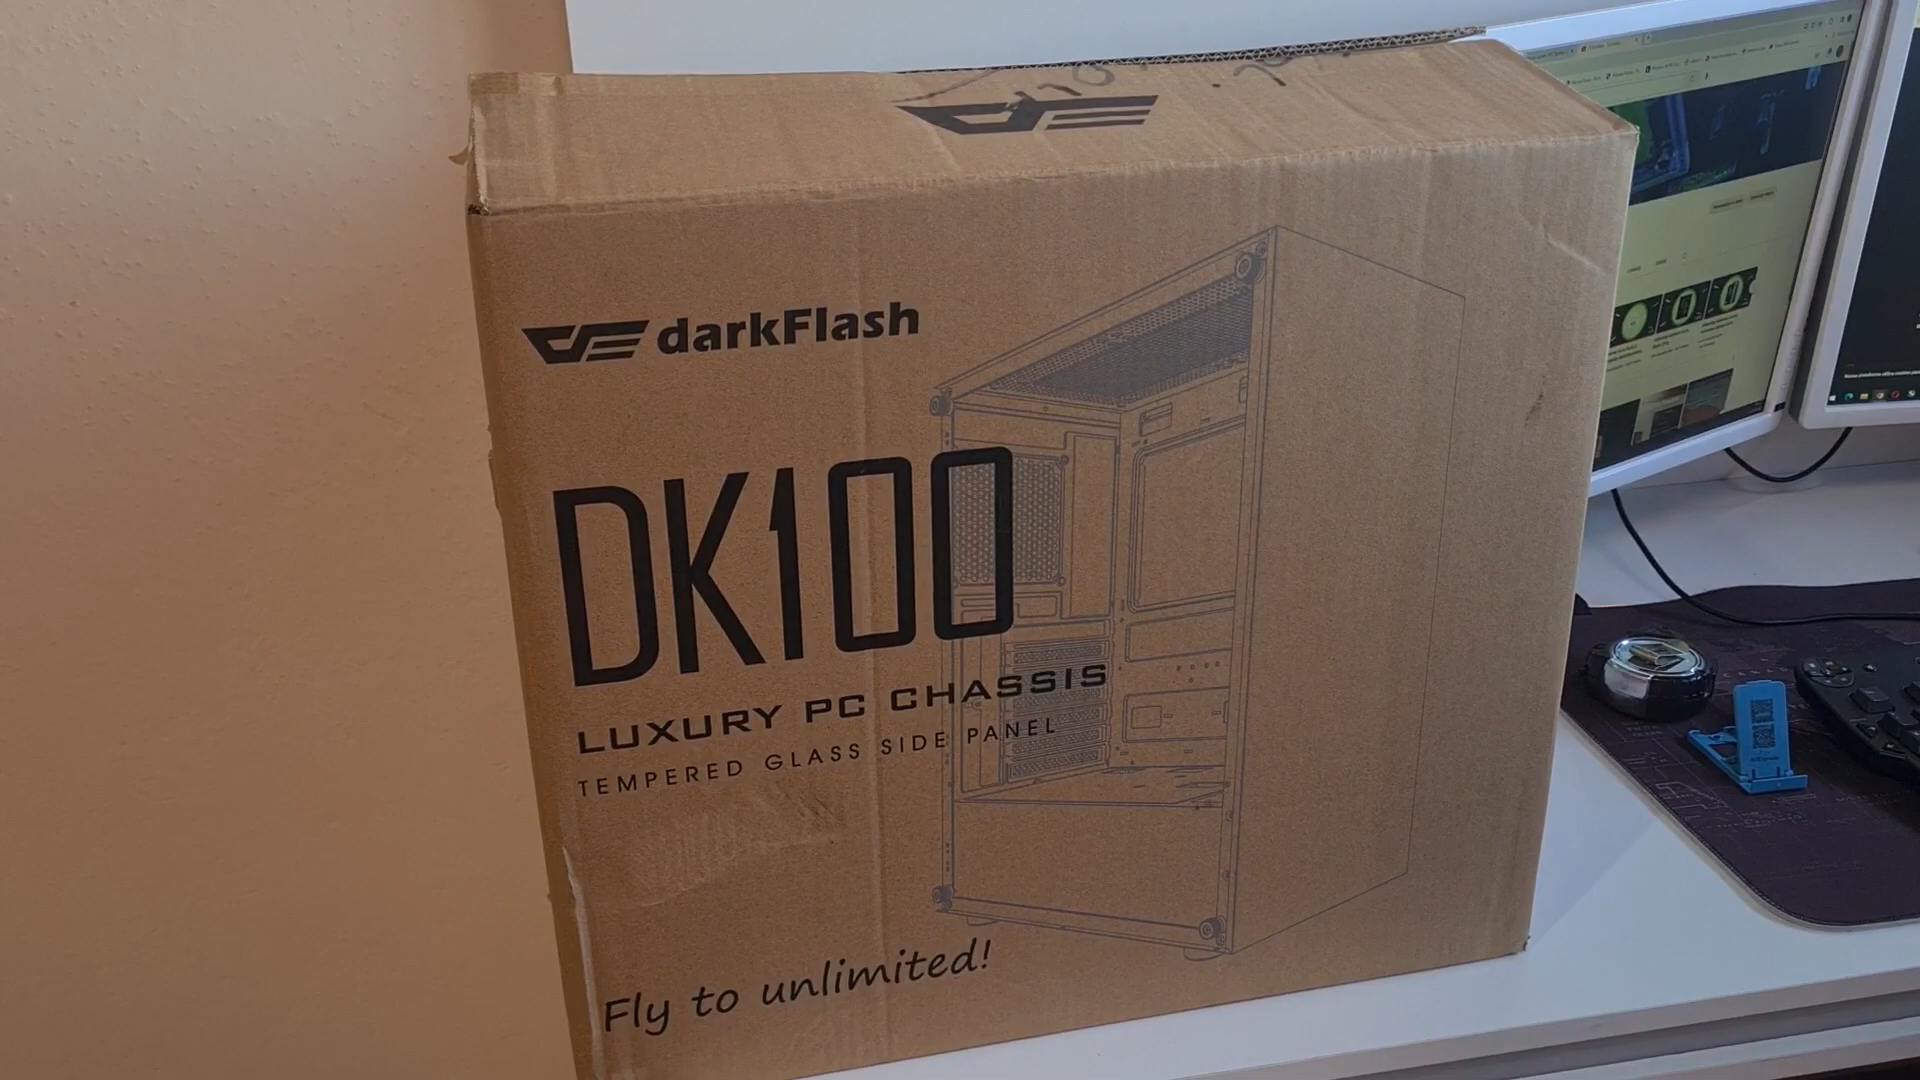 darkFlash
DK100
LUXURY PC CHASSIS
TEMPERED GLASS SIDE PANEL
Fly to unlimited!